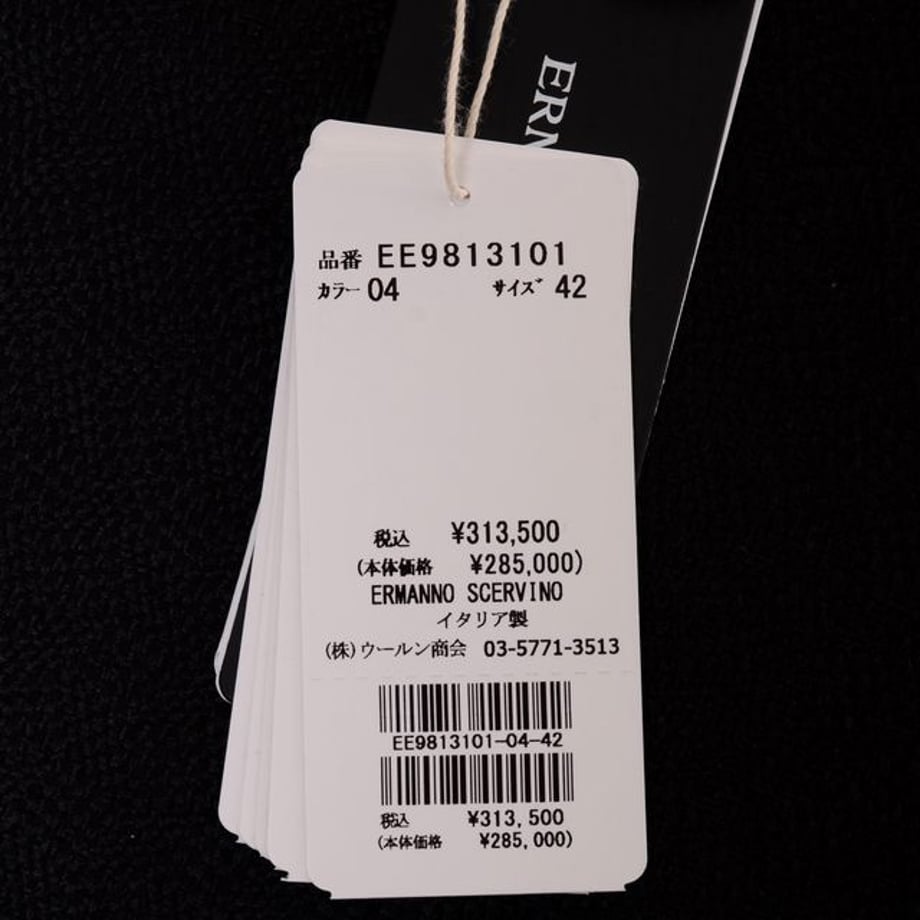 ERM
品番 EE9813101
カラー 04 サイズ 42
税込 ¥313,500
(本体価格 ¥285,000)
ERMANNO SCERVINO
イタリア製
(株)ウールン商会 03-5771-3513
EE9813101-04-42
税込 ¥313,500
(本体価格 ¥285,000)